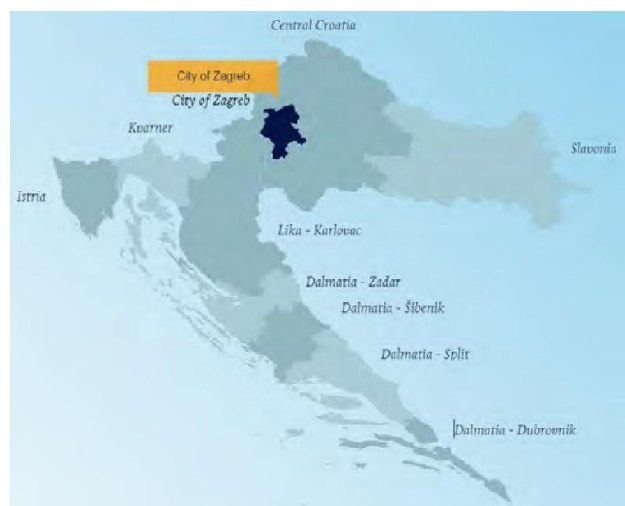 Central Croatia
City of Zagreb
City of Zagreb
Kvarner
Slavonia
Istria
Lika - Karlovac
Dalmatia - Zadar
Dalmatia - Šibenik
Dalmatia - Split
Dalmatia - Dubrovnik